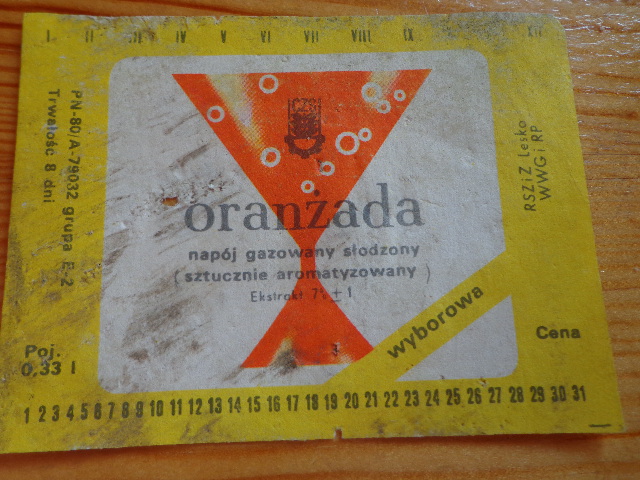 I II III IV V VI VII VIII IX XII
PN-80/A-79032 grupa E-2
Trwałość 8 dni
RSZiZ Lesko
WWG i RP
oranżada
napój gazowany słodzony
(sztucznie aromatyzowany)
Ekstrakt 7% ± 1
wyborowa
Poj.
0,33 l
Cena
1 2 3 4 5 6 7 8 9 10 11 12 13 14 15 16 17 18 19 20 21 22 23 24 25 26 27 28 29 30 31